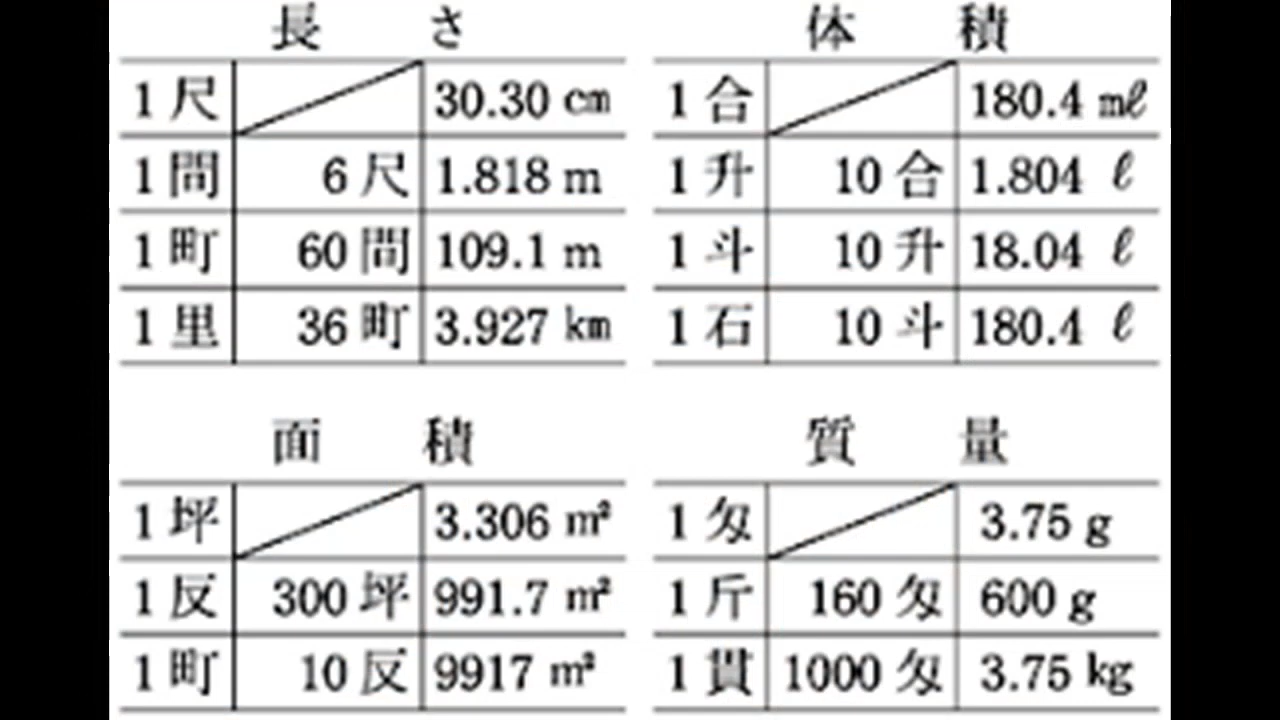 長さ
1尺 30.30 cm
1間 6尺 1.818 m
1町 60間 109.1 m
1里 36町 3.927 km
体積
1合 180.4 mℓ
1升 10合 1.804 ℓ
1斗 10升 18.04 ℓ
1石 10斗 180.4 ℓ
面積
1坪 3.306 m²
1反 300坪 991.7 m²
1町 10反 9917 m²
質量
1匁 3.75 g
1斤 160匁 600 g
1貫 1000匁 3.75 kg